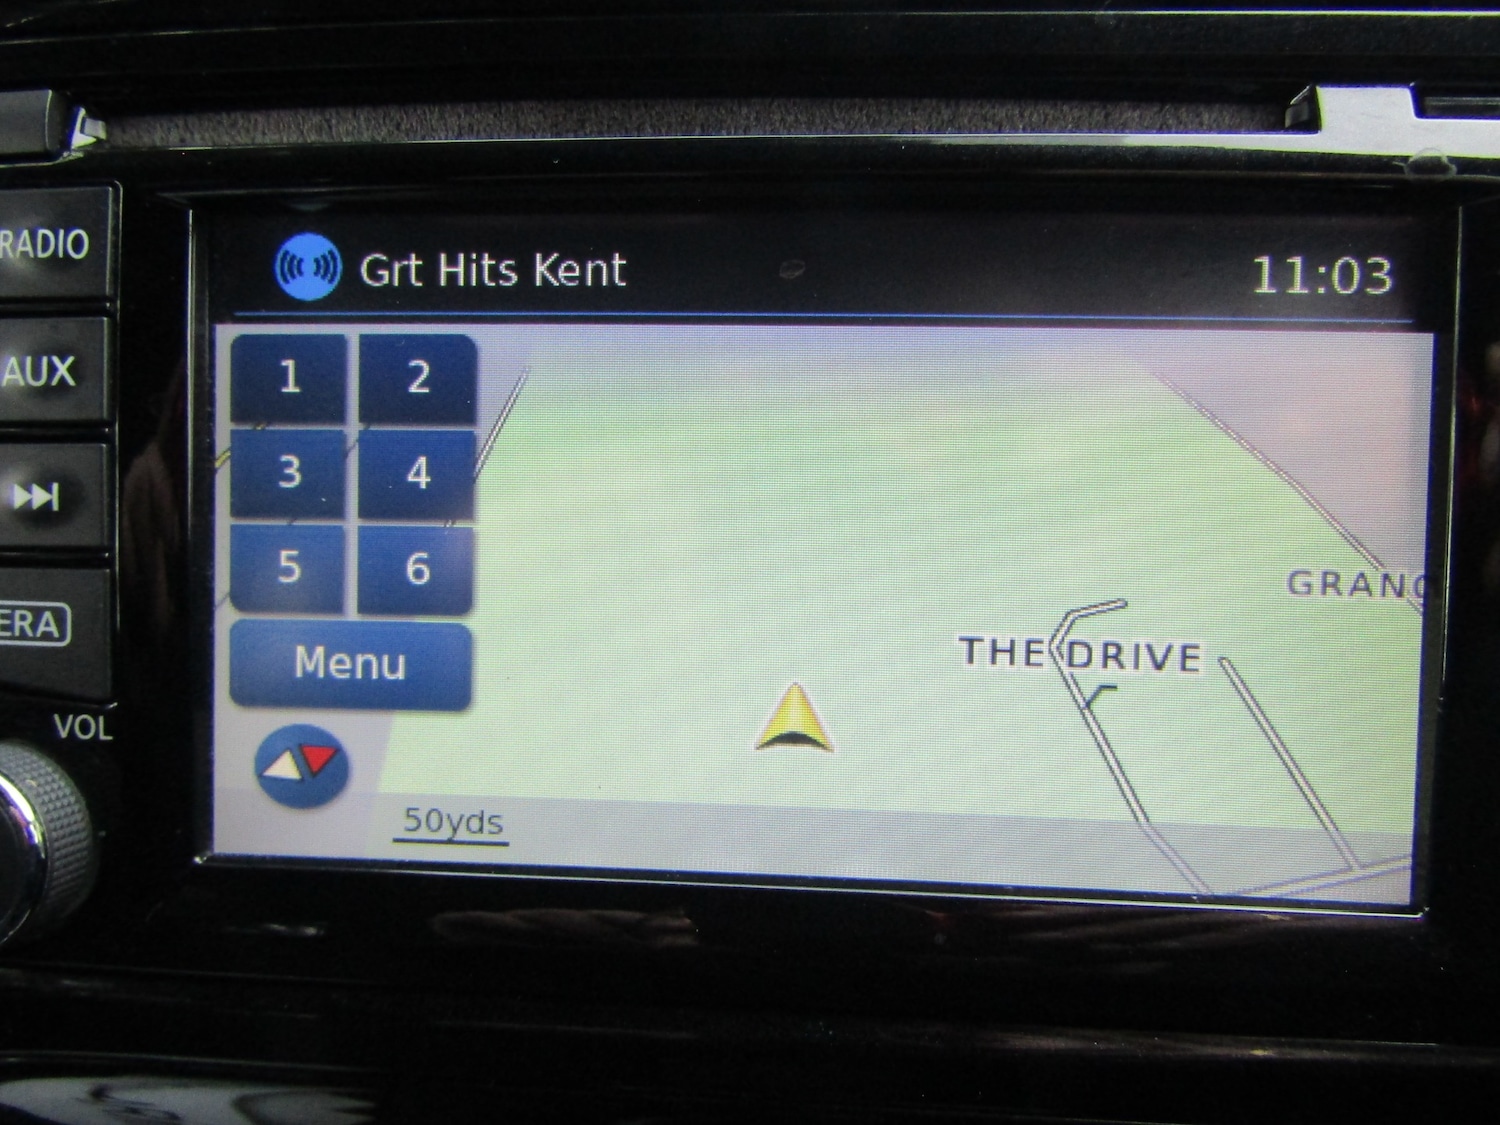 RADIO
AUX
ERA
VOL
Grt Hits Kent
11:03
1 2
3 4
5 6
Menu
50yds
THE DRIVE
GRAN